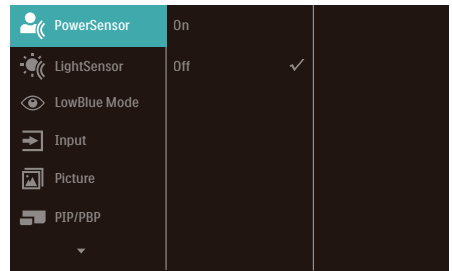 PowerSensor
On
LightSensor
Off
LowBlue Mode
Input
Picture
PIP/PBP